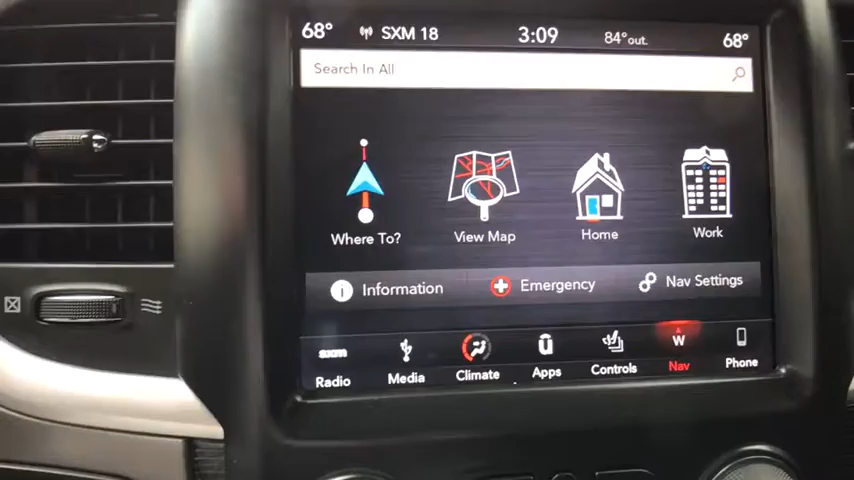 68° SXM 18 3:09 84°out. 68°
Search In All
Where To? View Map Home Work
Information Emergency Nav Settings
W
sxm
Radio Media Climate Apps Controls Nav Phone